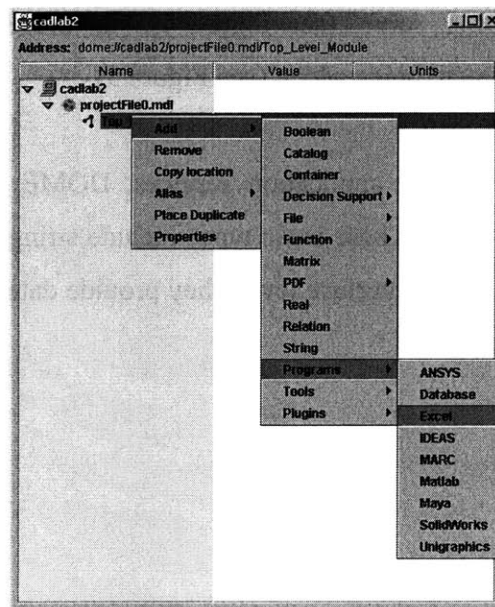 cadlab2
Address: dome://cadlab2/projectFile0.mdl/Top_Level_Module
Name Value Units
cadlab2
projectFile0.mdl
Top
Add
Remove
Copy location
Alias
Place Duplicate
Properties
Boolean
Catalog
Container
Decision Support
File
Function
Matrix
PDF
Real
Relation
String
Programs
Tools
Plugins
ANSYS
Database
Excel
IDEAS
MARC
Matlab
Maya
SolidWorks
Unigraphics